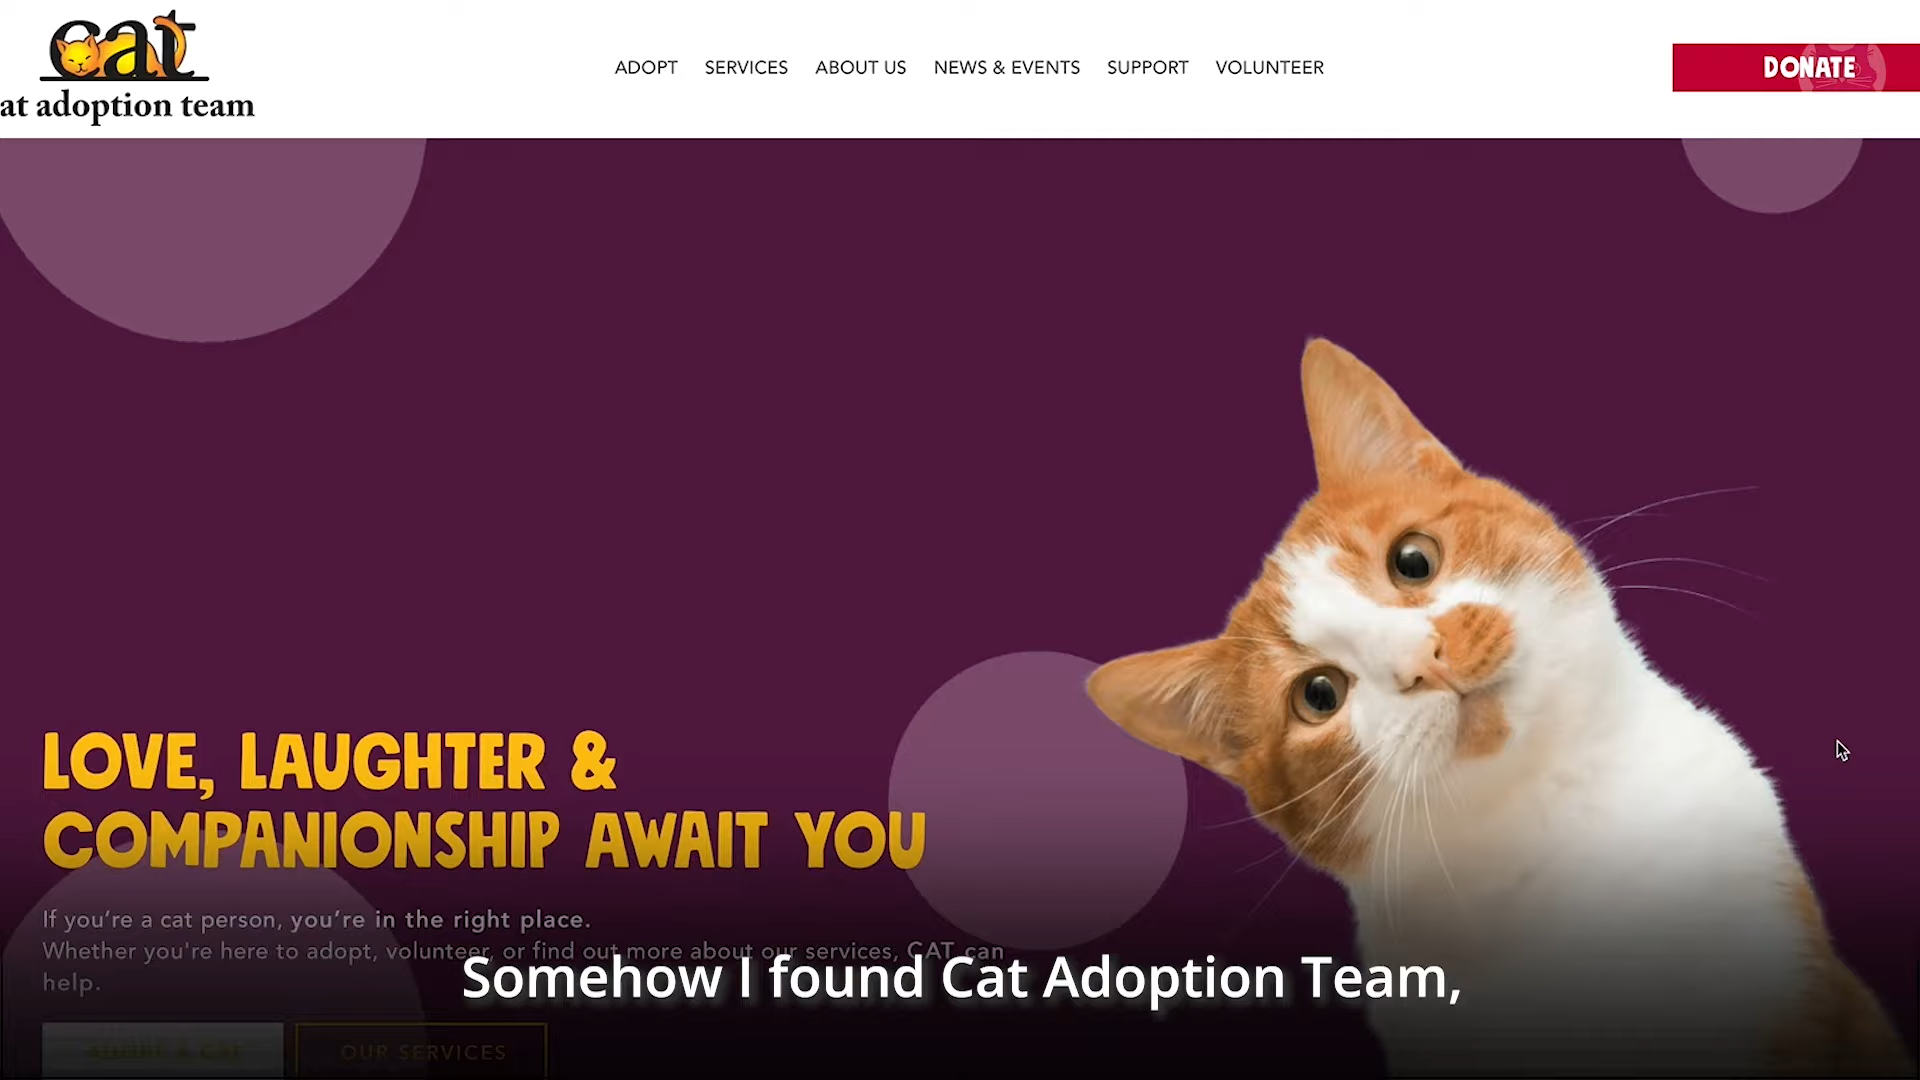 cat
at adoption team
ADOPT SERVICES ABOUT US NEWS & EVENTS SUPPORT VOLUNTEER
DONATE
LOVE, LAUGHTER &
COMPANIONSHIP AWAIT YOU
If you're a cat person, you're in the right place.
Whether you're here to adopt, volunteer, or find out more about our services, CAT can
help.
Somehow I found Cat Adoption Team,
ADOPT A CAT
OUR SERVICES